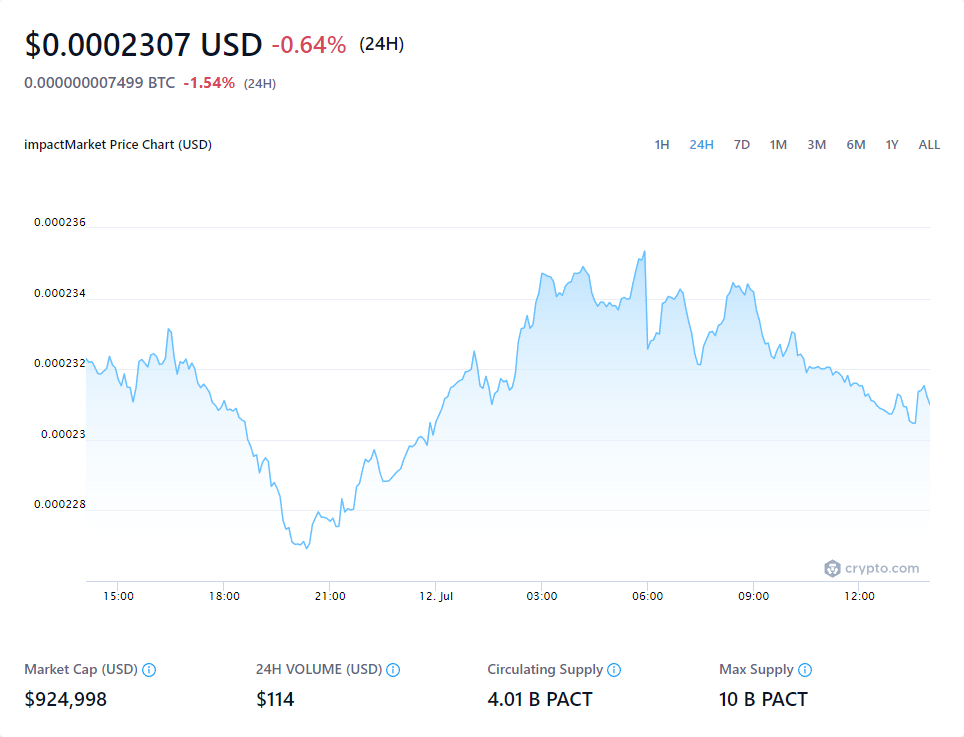 $0.0002307 USD -0.64% (24H)
0.000000007499 BTC -1.54% (24H)
impactMarket Price Chart (USD) 1H 24H 7D 1M 3M 6M 1Y ALL
0.000236
0.000234
0.000232
0.00023
0.000228
crypto.com
15:00 18:00 21:00 12. Jul 03:00 06:00 09:00 12:00
Market Cap (USD) 24H VOLUME (USD) Circulating Supply Max Supply
$924,998 $114 4.01 B PACT 10 B PACT